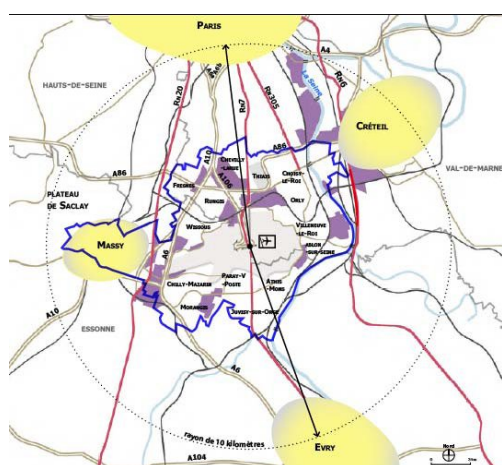 PARIS
A4
HAUTS-DE-SEINE
RN20
RN7
RN305
La Seine
RN6
CRÉTEIL
A10
A86
CHEVILLY
-LARUE
A86
THIAIS
CHOISY
-LE-ROI
VAL-DE-MARNE
FRESNES
A106
PLATEAU
DE SACLAY
RUNGIS
ORLY
WISSOUS
VILLENEUVE
-LE-ROI
MASSY
ABLON
-SUR-SEINE
A6
CHILLY-MAZARIN
PARAY-V
-POSTE
ATHIS
-MONS
A10
MORANGIS
JUVISY-SUR-ORGE
ESSONNE
A6
rayon de 10 kilomètres
EVRY
A104
Nord
0